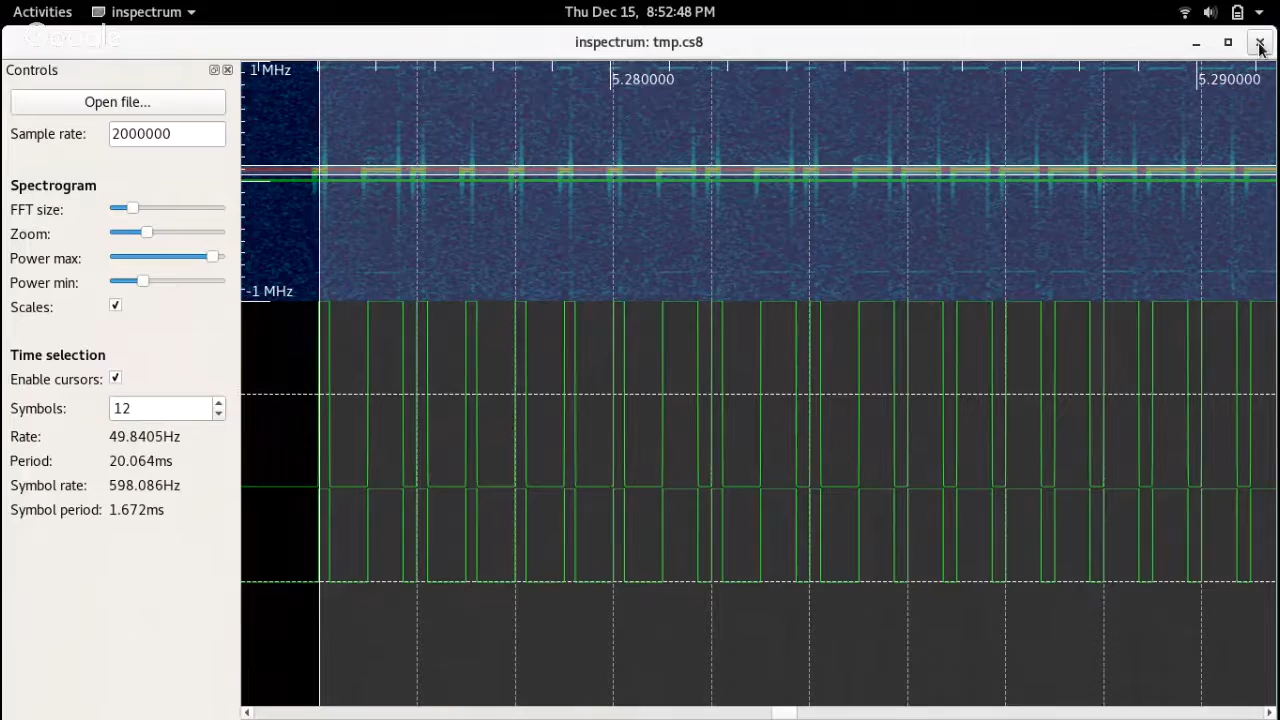 Activities inspectrum Thu Dec 15, 8:52:48 PM
Google
inspectrum: tmp.cs8
Controls
Open file...
Sample rate: 2000000
Spectrogram
FFT size:
Zoom:
Power max:
Power min:
Scales:
Time selection
Enable cursors:
Symbols: 12
Rate: 49.8405Hz
Period: 20.064ms
Symbol rate: 598.086Hz
Symbol period: 1.672ms
1 MHz
5.280000
5.290000
-1 MHz